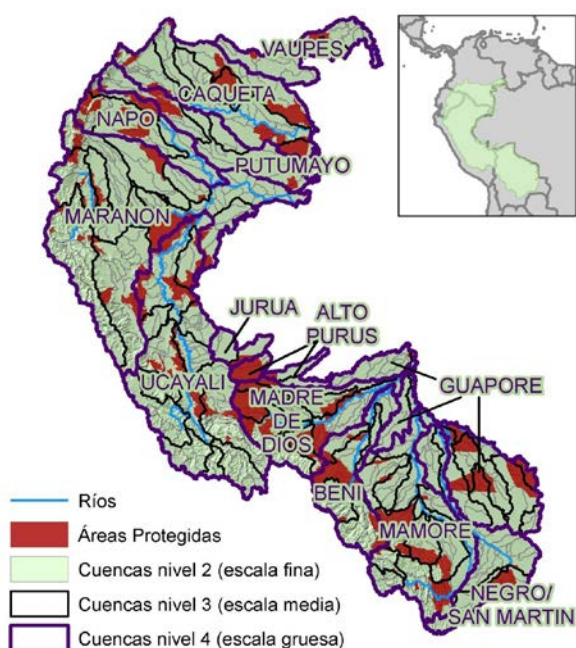 VAUPES
CAQUETA
NAPO
PUTUMAYO
MARANON
JURUA
ALTO
PURUS
UCAYALI
MADRE
DE
DIOS
GUAPORE
BENI
MAMORE
NEGRO/
SAN MARTIN
Ríos
Áreas Protegidas
Cuencas nivel 2 (escala fina)
Cuencas nivel 3 (escala media)
Cuencas nivel 4 (escala gruesa)